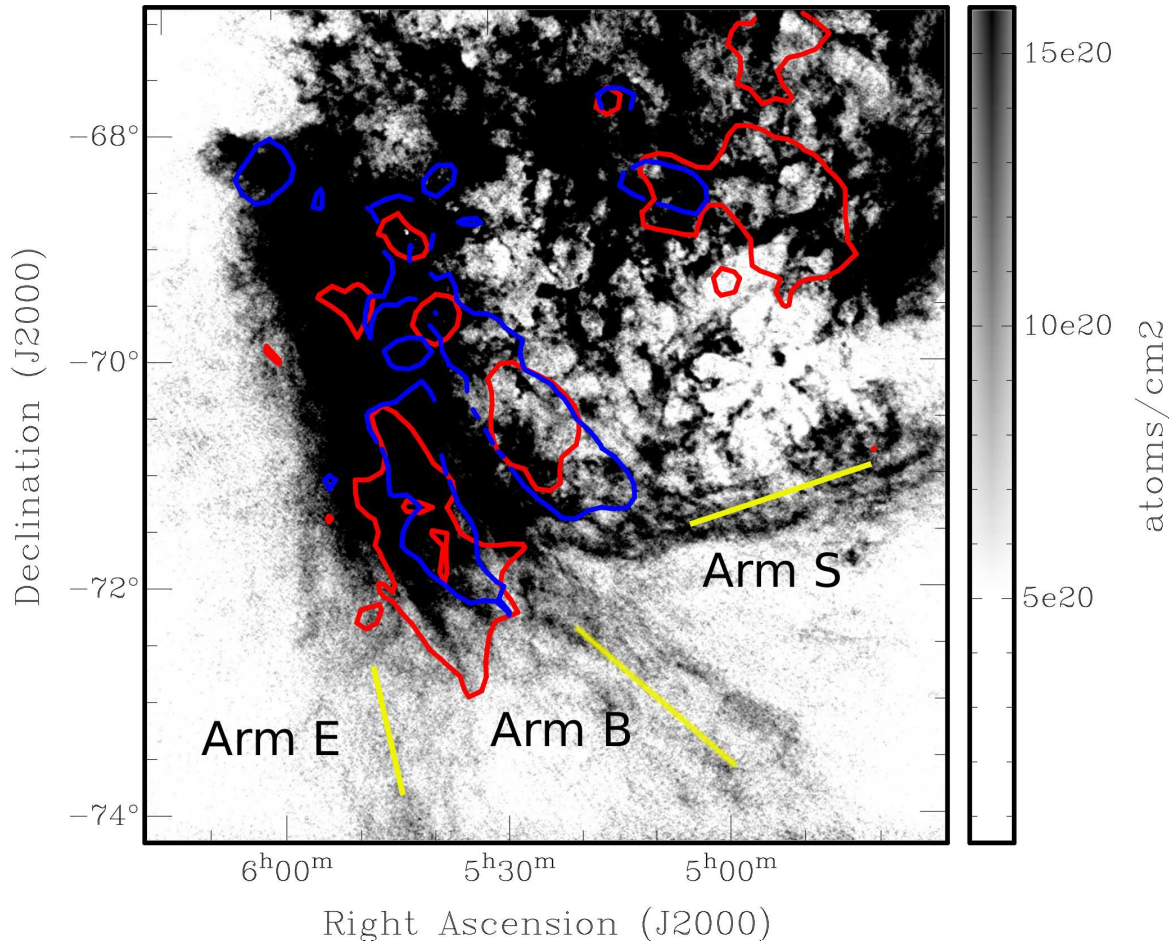 15e20
−68°
10e20
−70°
Declination (J2000)
atoms/cm2
Arm S
−72°
5e20
Arm E
Arm B
−74°
6ʰ00ᵐ
5ʰ30ᵐ
5ʰ00ᵐ
Right Ascension (J2000)